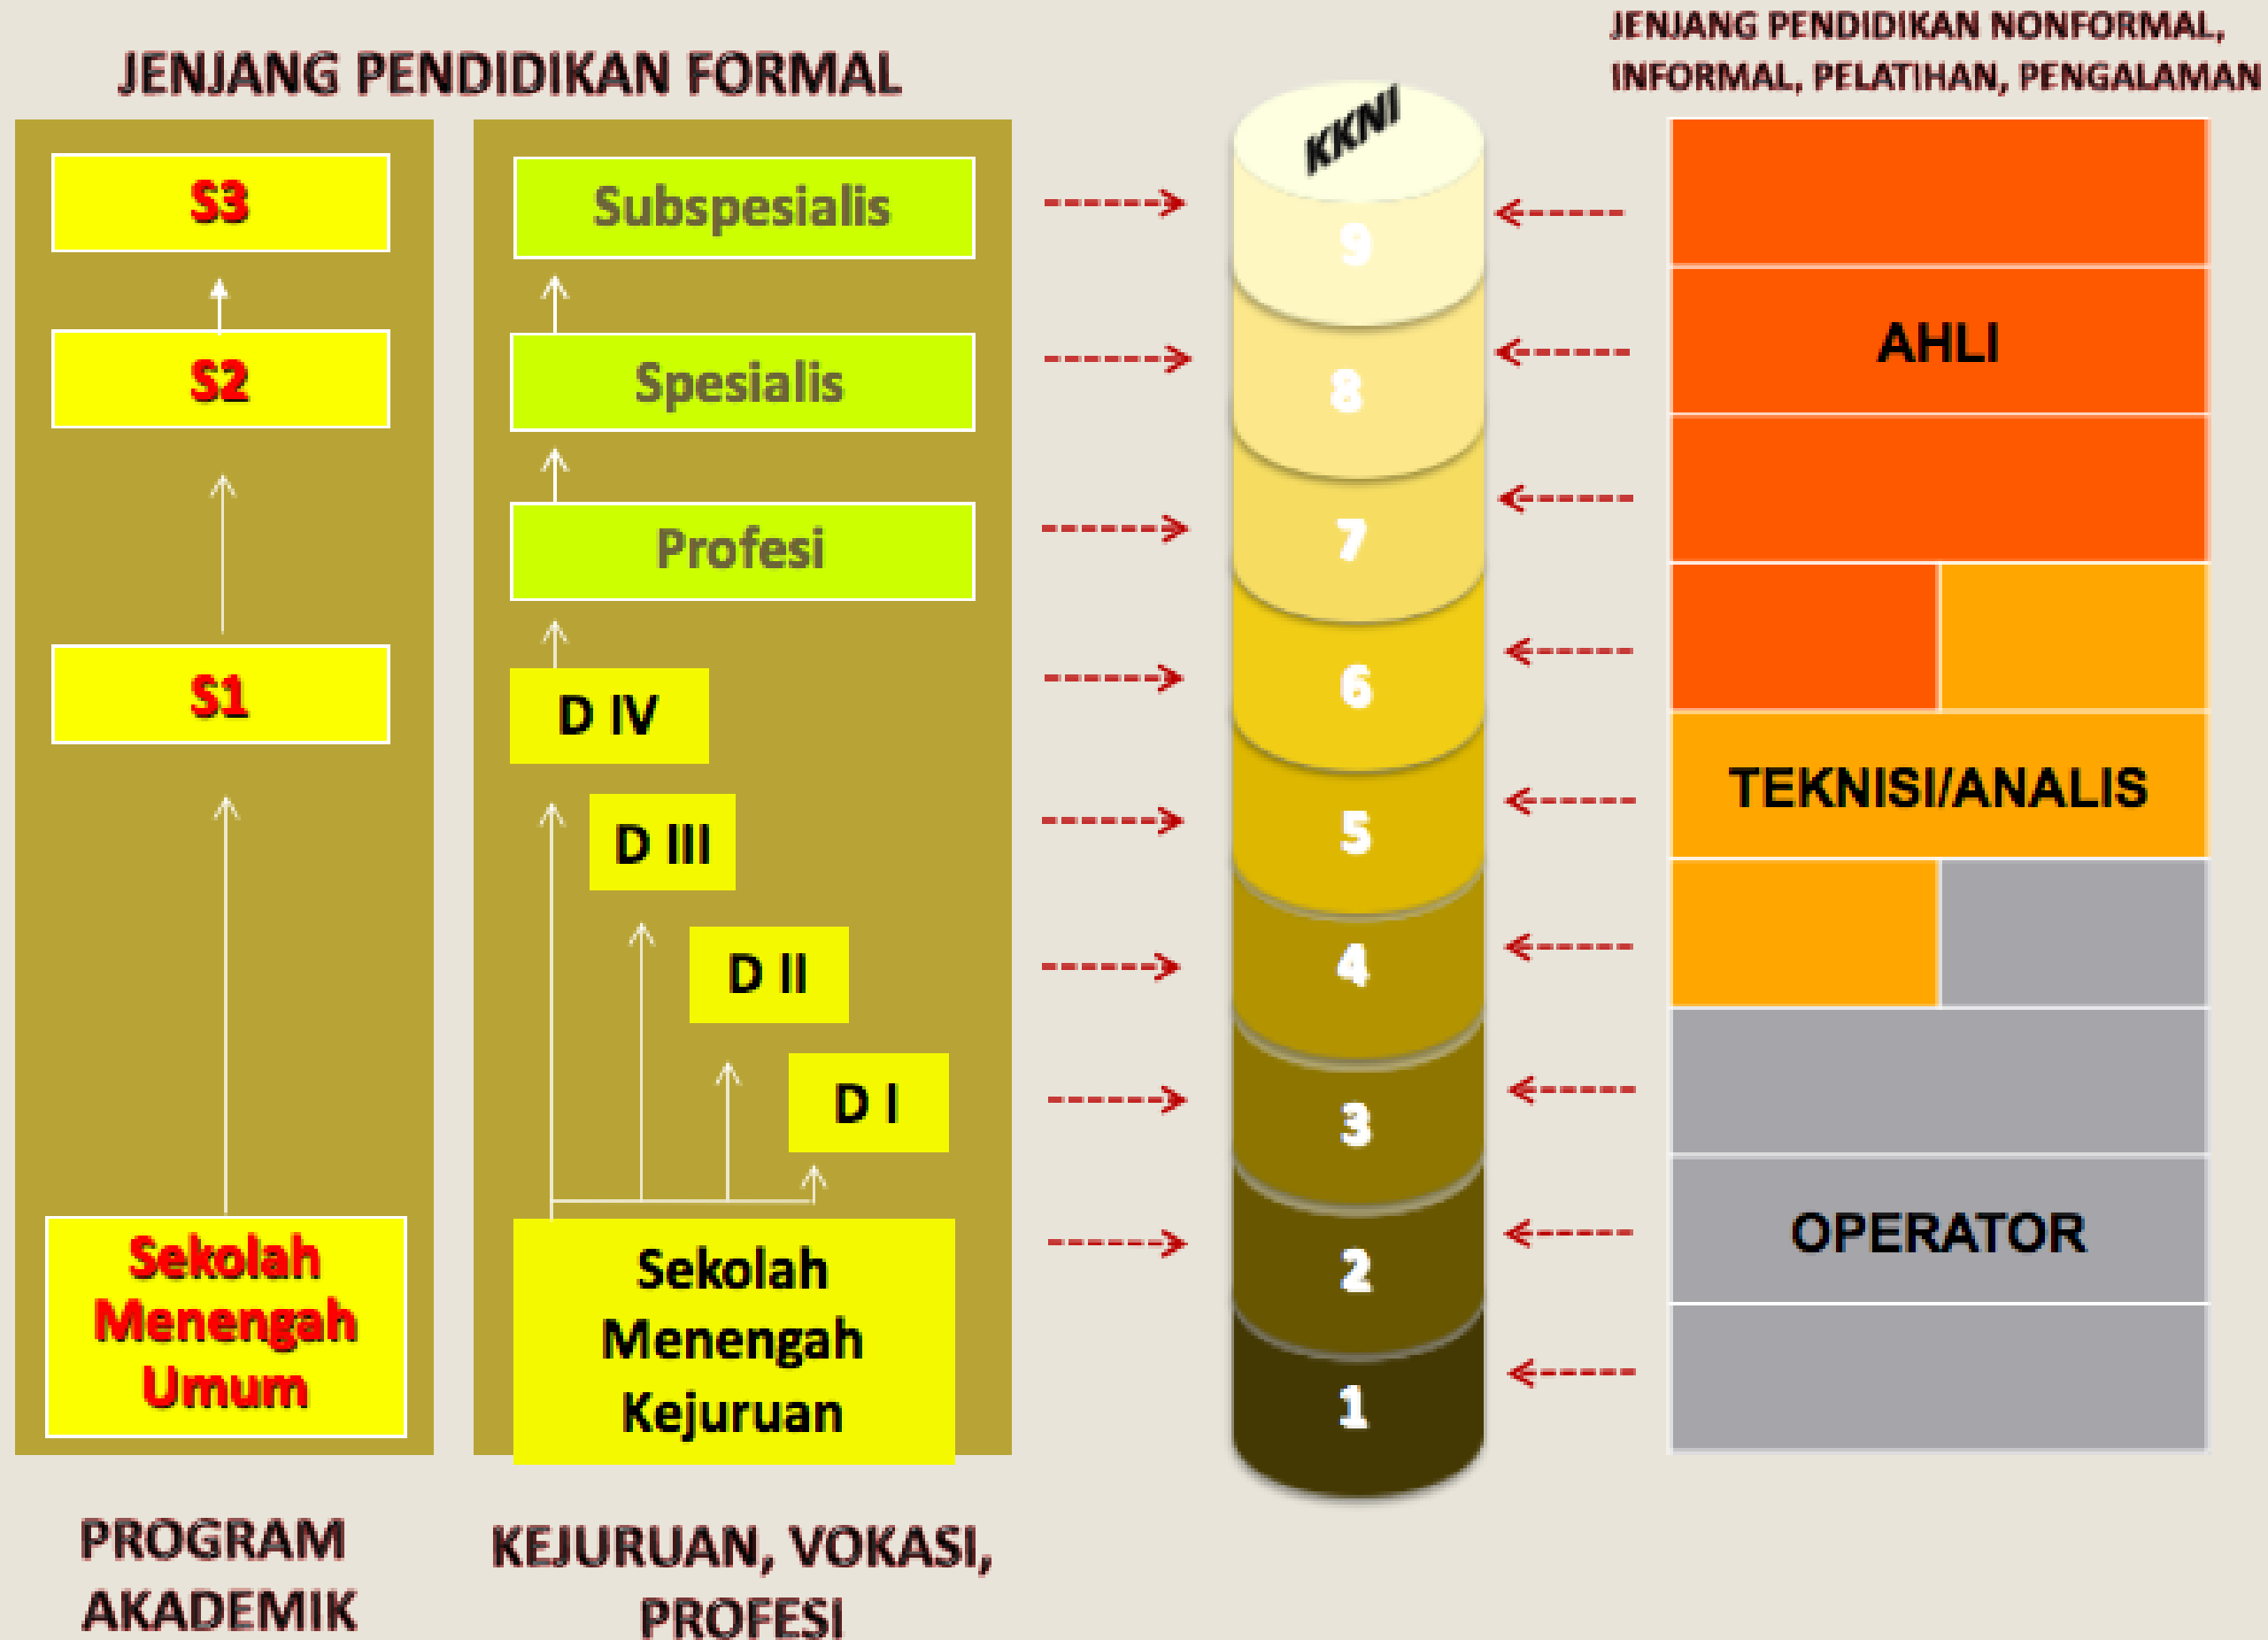 JENJANG PENDIDIKAN FORMAL
S3
S2
S1
Sekolah
Menengah
Umum
PROGRAM
AKADEMIK
Subspesialis
Spesialis
Profesi
D IV
D III
D II
D I
Sekolah
Menengah
Kejuruan
KEJURUAN, VOKASI,
PROFESI
KKNI
9
8
7
6
5
4
3
2
1
JENJANG PENDIDIKAN NONFORMAL,
INFORMAL, PELATIHAN, PENGALAMAN
AHLI
TEKNISI/ANALIS
OPERATOR